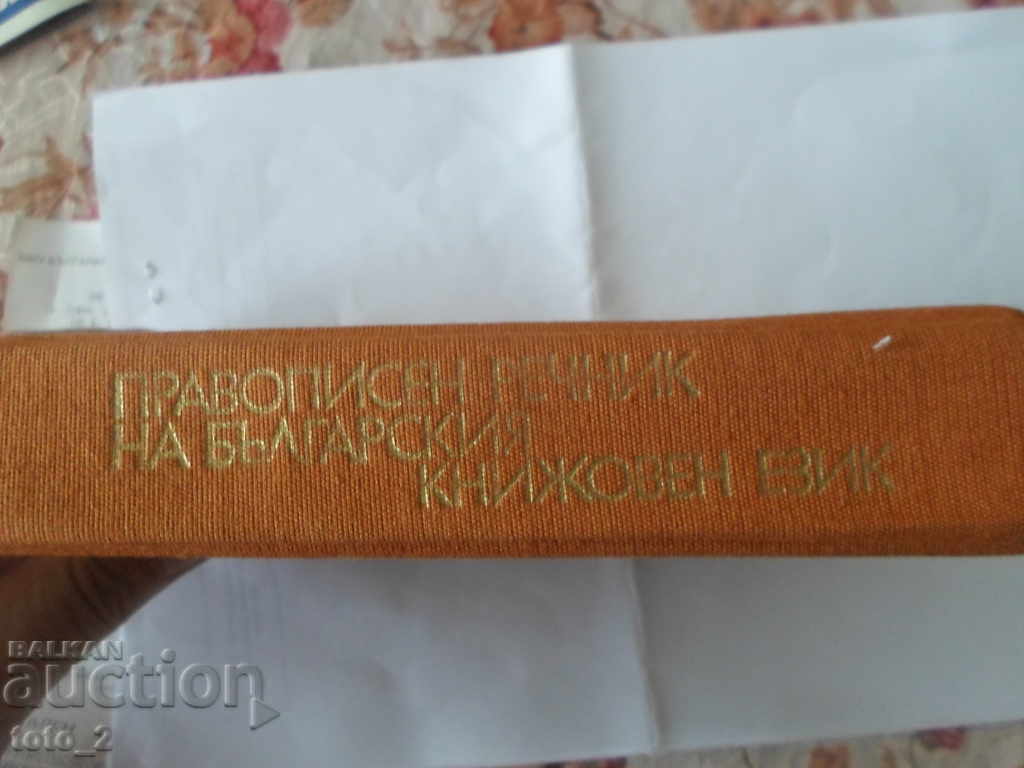 ПРАВОПИСЕН РЕЧНИК
НА БЪЛГАРСКИЯ
КНИЖОВЕН ЕЗИК
BALKAN
auction
toto_2